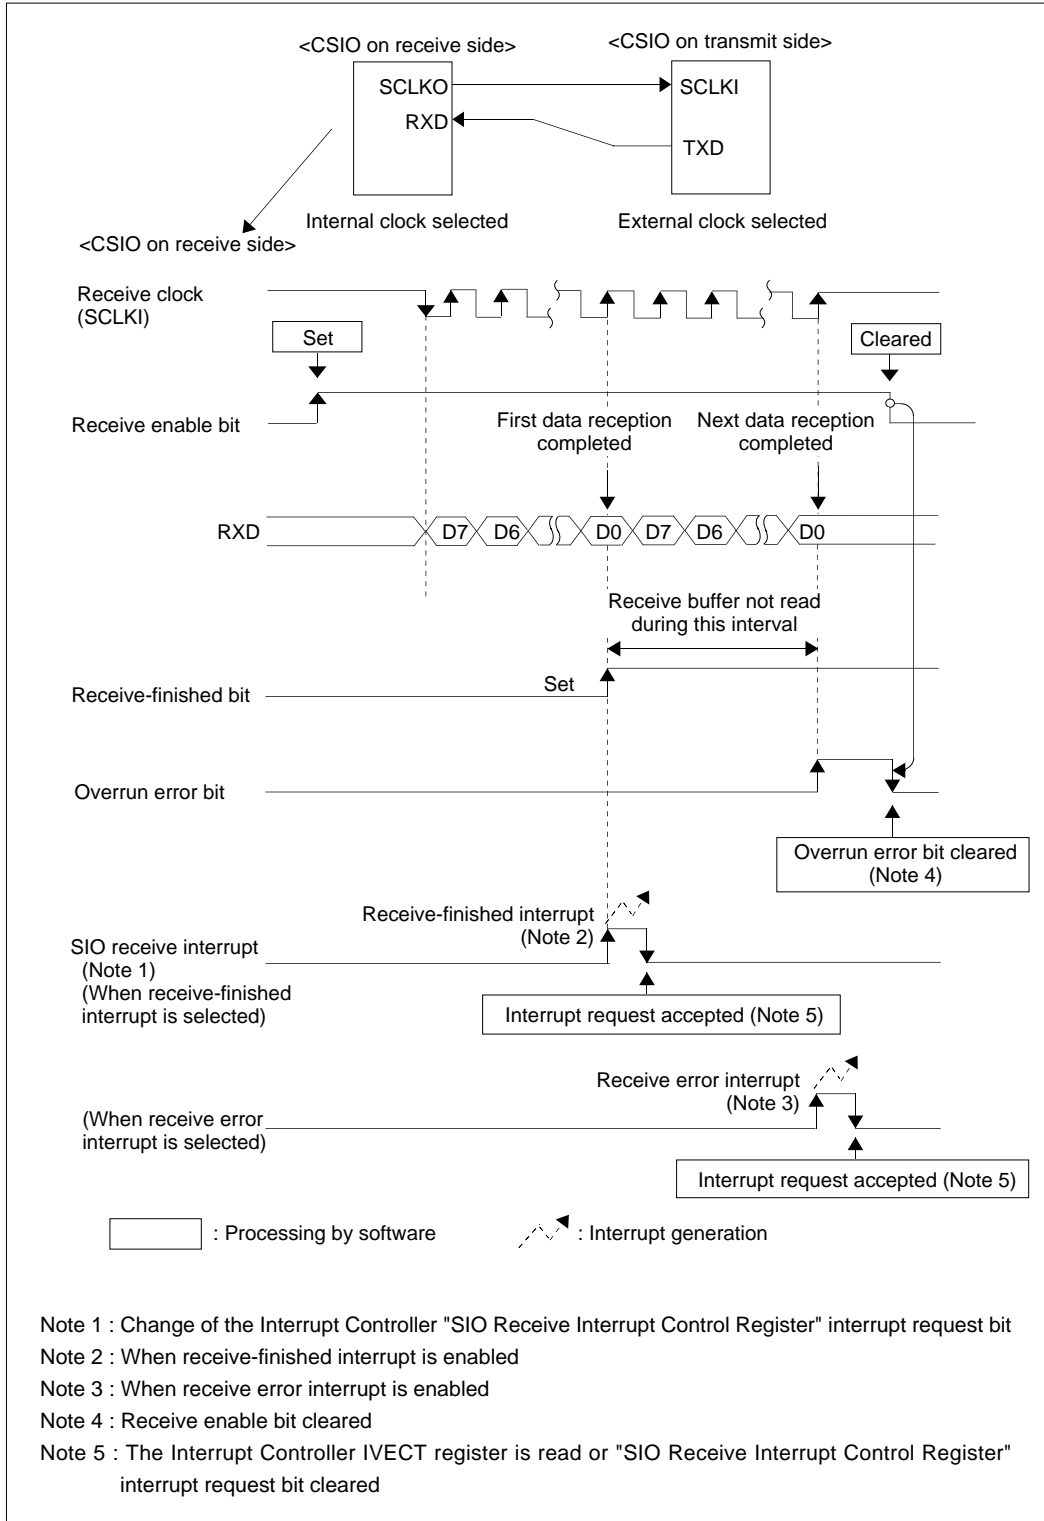 <CSIO on receive side>
<CSIO on transmit side>
SCLKO
SCLKI
RXD
TXD
Internal clock selected
External clock selected
<CSIO on receive side>
Receive clock
(SCLKI)
Set
Cleared
Receive enable bit
First data reception
completed
Next data reception
completed
RXD
D7
D6
D0
D7
D6
D0
Receive buffer not read
during this interval
Receive-finished bit
Set
Overrun error bit
Overrun error bit cleared
(Note 4)
Receive-finished interrupt
(Note 2)
SIO receive interrupt
(Note 1)
(When receive-finished
interrupt is selected)
Interrupt request accepted (Note 5)
Receive error interrupt
(Note 3)
(When receive error
interrupt is selected)
Interrupt request accepted (Note 5)
: Processing by software
: Interrupt generation
Note 1 : Change of the Interrupt Controller "SIO Receive Interrupt Control Register" interrupt request bit
Note 2 : When receive-finished interrupt is enabled
Note 3 : When receive error interrupt is enabled
Note 4 : Receive enable bit cleared
Note 5 : The Interrupt Controller IVECT register is read or "SIO Receive Interrupt Control Register"
interrupt request bit cleared